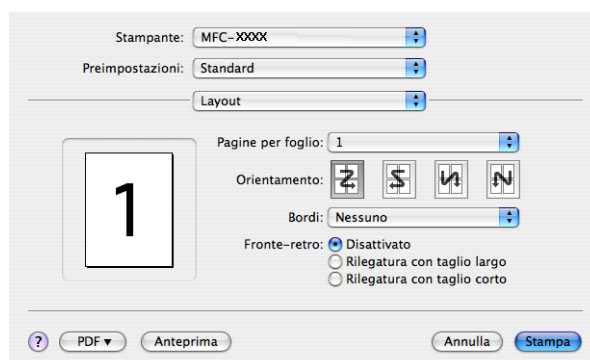 Stampante: MFC-XXXX
Preimpostazioni: Standard
Layout
Pagine per foglio: 1
1
Orientamento:
Bordi: Nessuno
Fronte-retro: Disattivato
Rilegatura con taglio largo
Rilegatura con taglio corto
? PDF▼ Anteprima Annulla Stampa